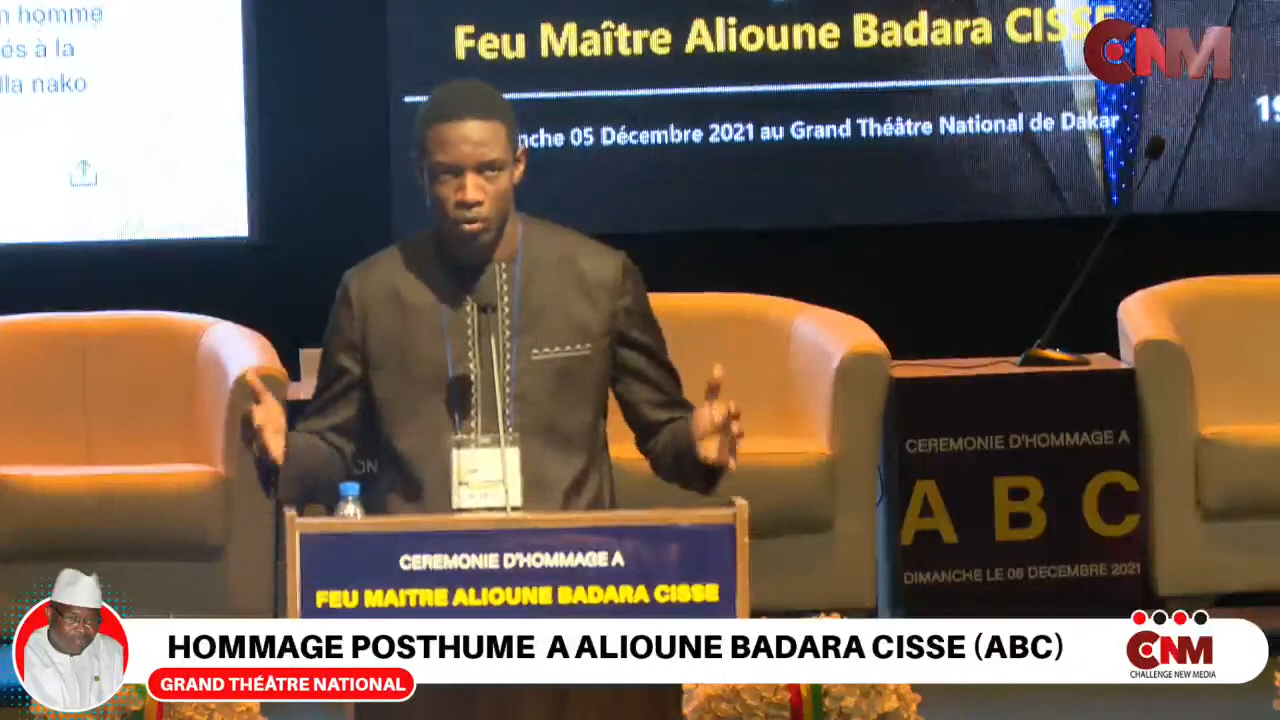 n homme
és à la
lla nako
Feu Maître Alioune Badara CISSE
nche 05 Décembre 2021 au Grand Théâtre National de Dakar
19
CNM
ON
CEREMONIE D'HOMMAGE A
FEU MAITRE ALIOUNE BADARA CISSE
CEREMONIE D'HOMMAGE A
A B C
DIMANCHE LE 05 DECEMBRE 2021
HOMMAGE POSTHUME A ALIOUNE BADARA CISSE (ABC)
GRAND THÉÂTRE NATIONAL
CNM
CHALLENGE NEW MEDIA